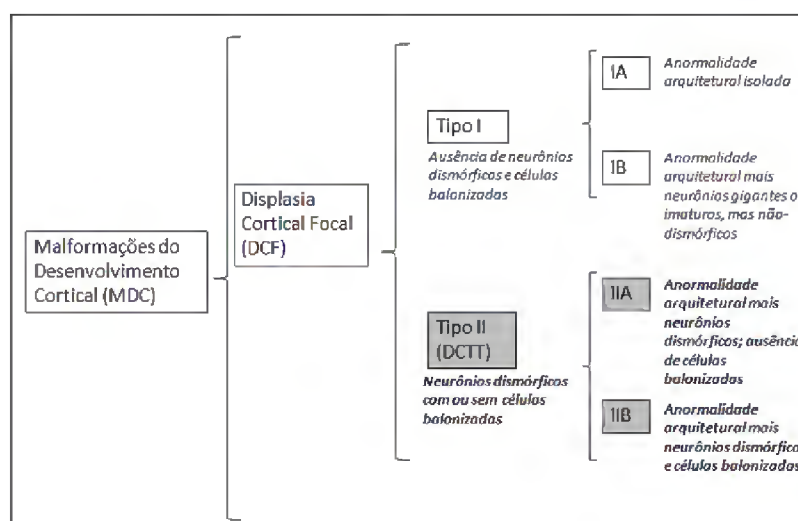 Malformações do
Desenvolvimento
Cortical (MDC)
Displasia
Cortical Focal
(DCF)
Tipo I
Ausência de neurônios
dismórficos e células
balonizadas
IA
Anormalidade
arquitetural isolada
IB
Anormalidade
arquitetural mais
neurônios gigantes o
imaturos, mas não-
dismórficos
Tipo II
(DCTT)
Neurônios dismórficos
com ou sem células
balonizadas
IIA
Anormalidade
arquitetural mais
neurônios
dismórficos; ausênci
de células
balonizadas
IIB
Anormalidade
arquitetural mais
neurônios dismórfico
e células balonizadas